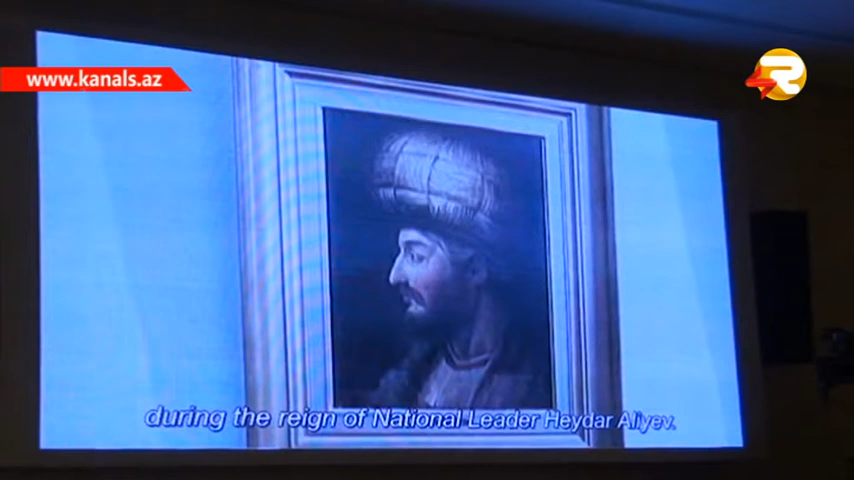 www.kanals.az
R
during the reign of National Leader Heydar Aliyev.